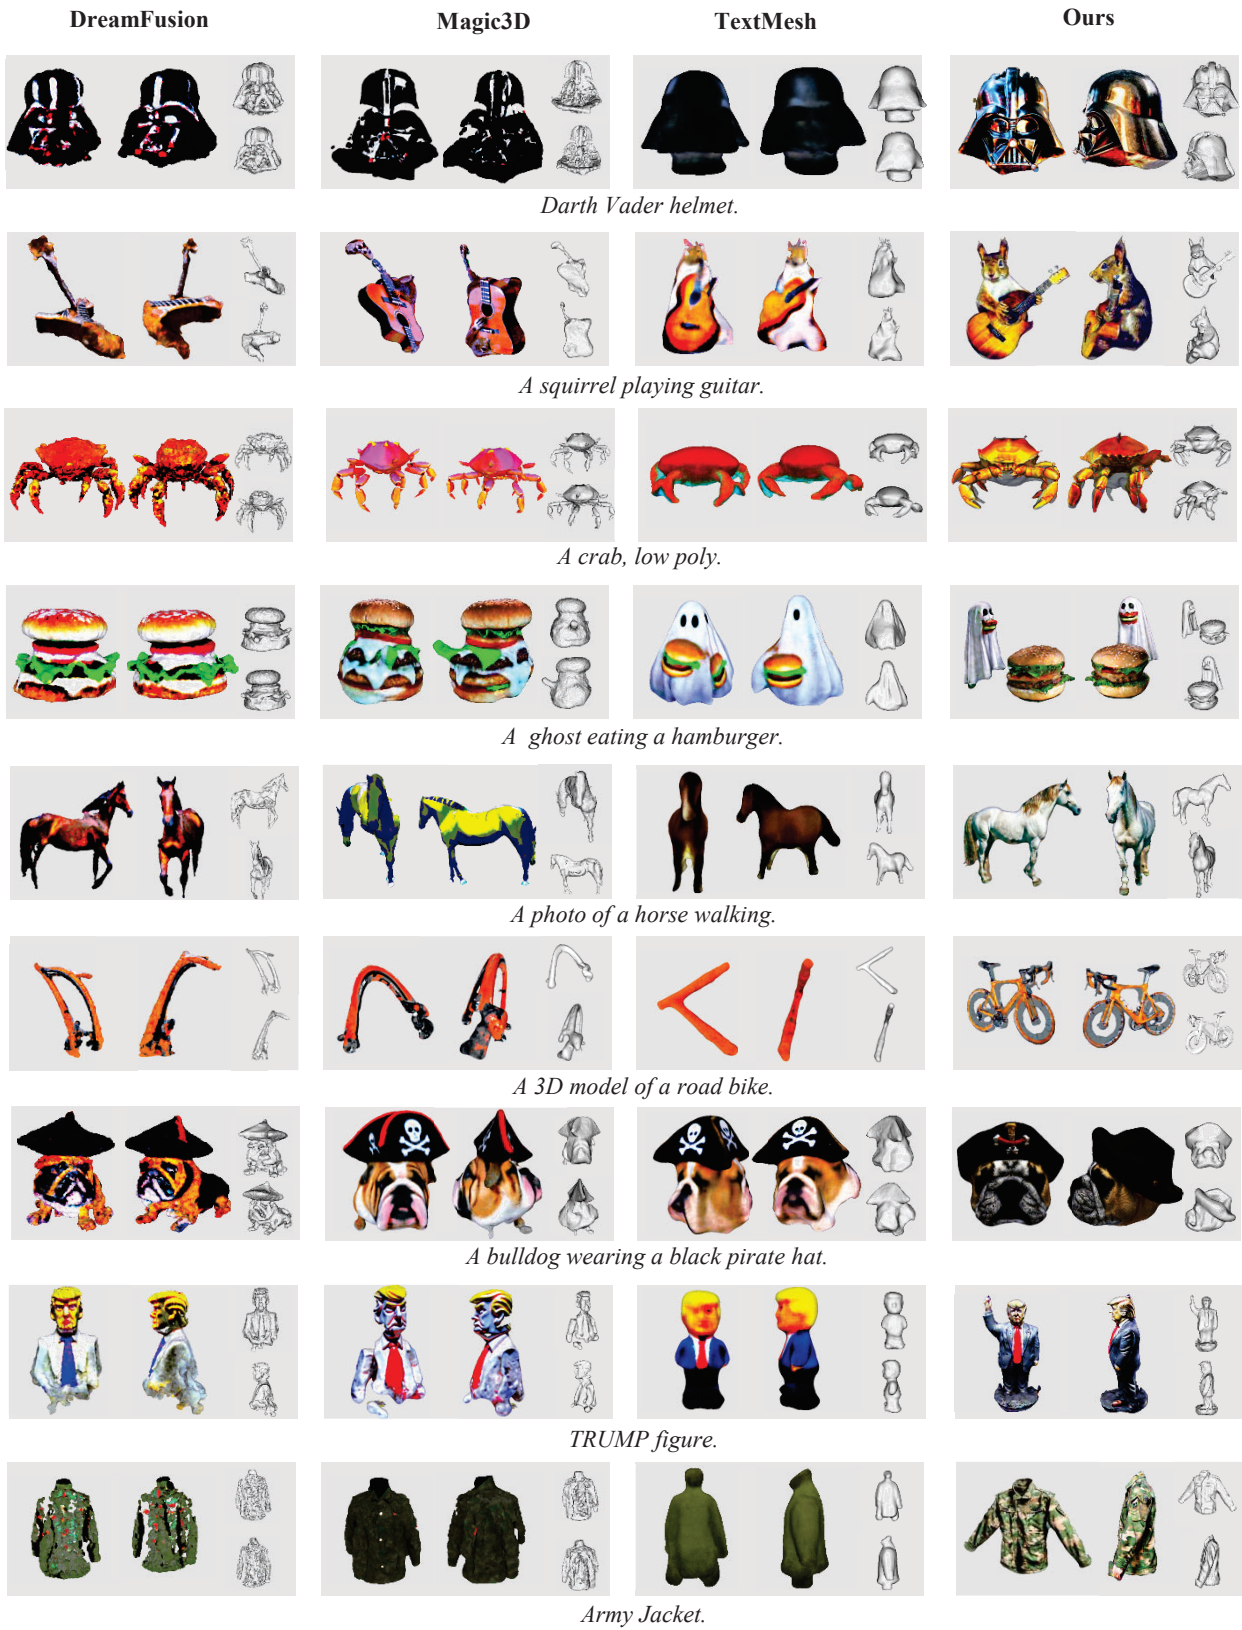 DreamFusion Magic3D TextMesh Ours
Darth Vader helmet.
A squirrel playing guitar.
A crab, low poly.
A ghost eating a hamburger.
A photo of a horse walking.
A 3D model of a road bike.
A bulldog wearing a black pirate hat.
TRUMP figure.
Army Jacket.